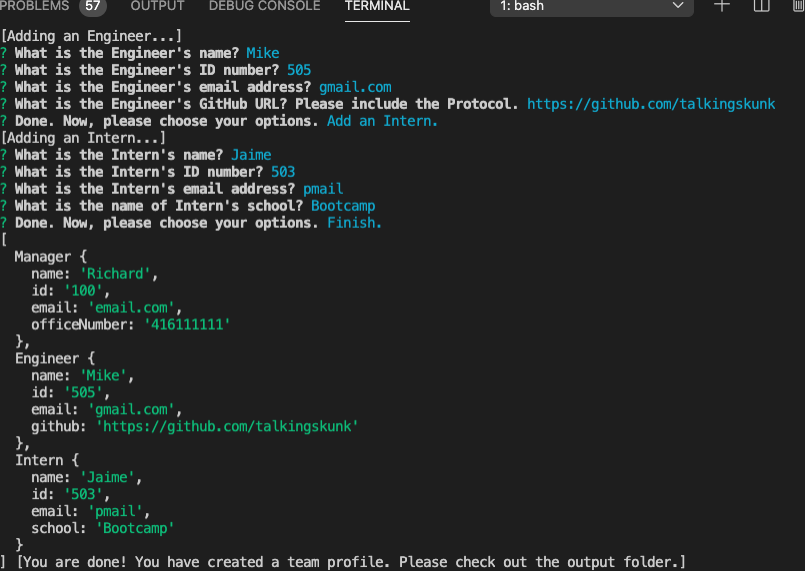 PROBLEMS 57 OUTPUT DEBUG CONSOLE TERMINAL 1: bash
[Adding an Engineer...]
? What is the Engineer's name? Mike
? What is the Engineer's ID number? 505
? What is the Engineer's email address? gmail.com
? What is the Engineer's GitHub URL? Please include the Protocol. https://github.com/talkingskunk
? Done. Now, please choose your options. Add an Intern.
[Adding an Intern...]
? What is the Intern's name? Jaime
? What is the Intern's ID number? 503
? What is the Intern's email address? pmail
? What is the name of Intern's school? Bootcamp
? Done. Now, please choose your options. Finish.
[
  Manager {
    name: 'Richard',
    id: '100',
    email: 'email.com',
    officeNumber: '416111111'
  },
  Engineer {
    name: 'Mike',
    id: '505',
    email: 'gmail.com',
    github: 'https://github.com/talkingskunk'
  },
  Intern {
    name: 'Jaime',
    id: '503',
    email: 'pmail',
    school: 'Bootcamp'
  }
] [You are done! You have created a team profile. Please check out the output folder.]